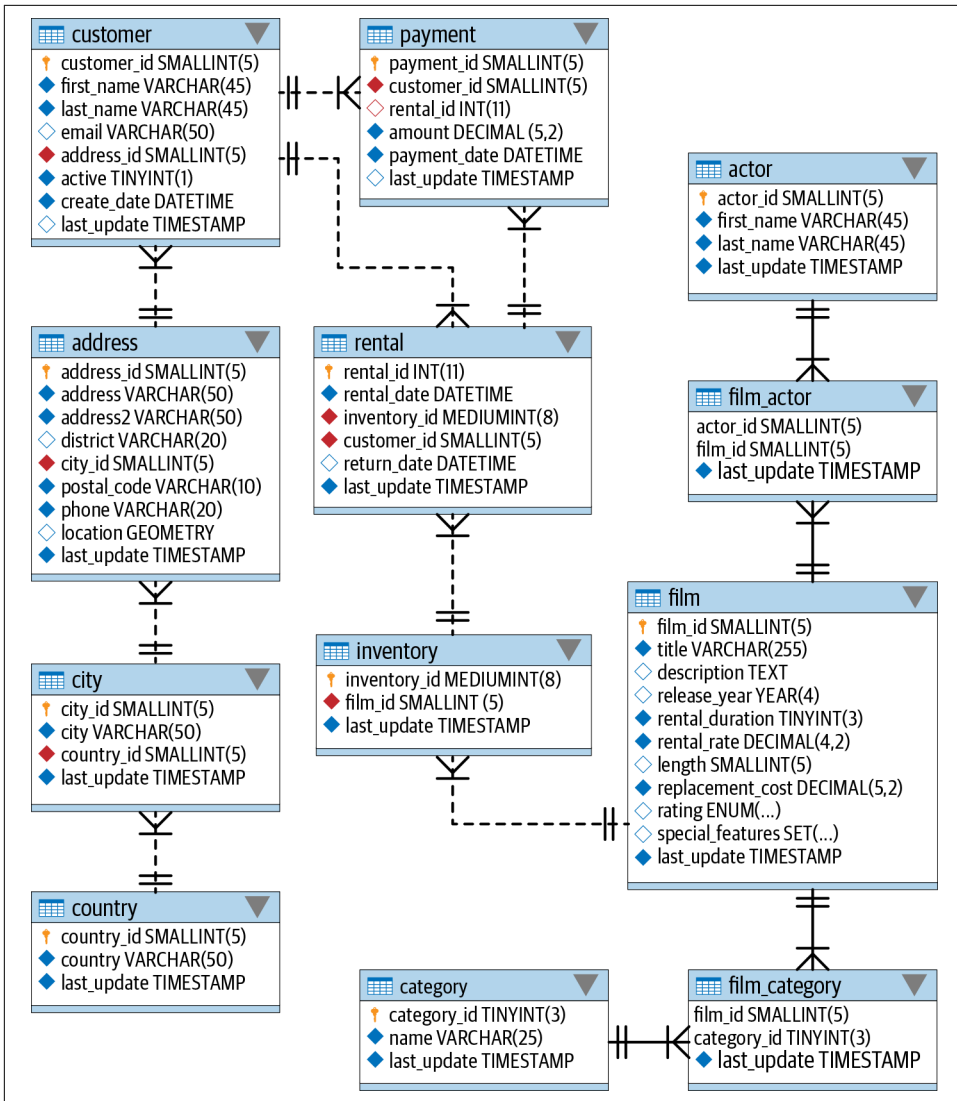 customer
customer_id SMALLINT(5)
first_name VARCHAR(45)
last_name VARCHAR(45)
email VARCHAR(50)
address_id SMALLINT(5)
active TINYINT(1)
create_date DATETIME
last_update TIMESTAMP
payment
payment_id SMALLINT(5)
customer_id SMALLINT(5)
rental_id INT(11)
amount DECIMAL (5,2)
payment_date DATETIME
last_update TIMESTAMP
actor
actor_id SMALLINT(5)
first_name VARCHAR(45)
last_name VARCHAR(45)
last_update TIMESTAMP
address
address_id SMALLINT(5)
address VARCHAR(50)
address2 VARCHAR(50)
district VARCHAR(20)
city_id SMALLINT(5)
postal_code VARCHAR(10)
phone VARCHAR(20)
location GEOMETRY
last_update TIMESTAMP
rental
rental_id INT(11)
rental_date DATETIME
inventory_id MEDIUMINT(8)
customer_id SMALLINT(5)
return_date DATETIME
last_update TIMESTAMP
film_actor
actor_id SMALLINT(5)
film_id SMALLINT(5)
last_update TIMESTAMP
city
city_id SMALLINT(5)
city VARCHAR(50)
country_id SMALLINT(5)
last_update TIMESTAMP
inventory
inventory_id MEDIUMINT(8)
film_id SMALLINT (5)
last_update TIMESTAMP
film
film_id SMALLINT(5)
title VARCHAR(255)
description TEXT
release_year YEAR(4)
rental_duration TINYINT(3)
rental_rate DECIMAL(4,2)
length SMALLINT(5)
replacement_cost DECIMAL(5,2)
rating ENUM(...)
special_features SET(...)
last_update TIMESTAMP
country
country_id SMALLINT(5)
country VARCHAR(50)
last_update TIMESTAMP
category
category_id TINYINT(3)
name VARCHAR(25)
last_update TIMESTAMP
film_category
film_id SMALLINT(5)
category_id TINYINT(3)
last_update TIMESTAMP